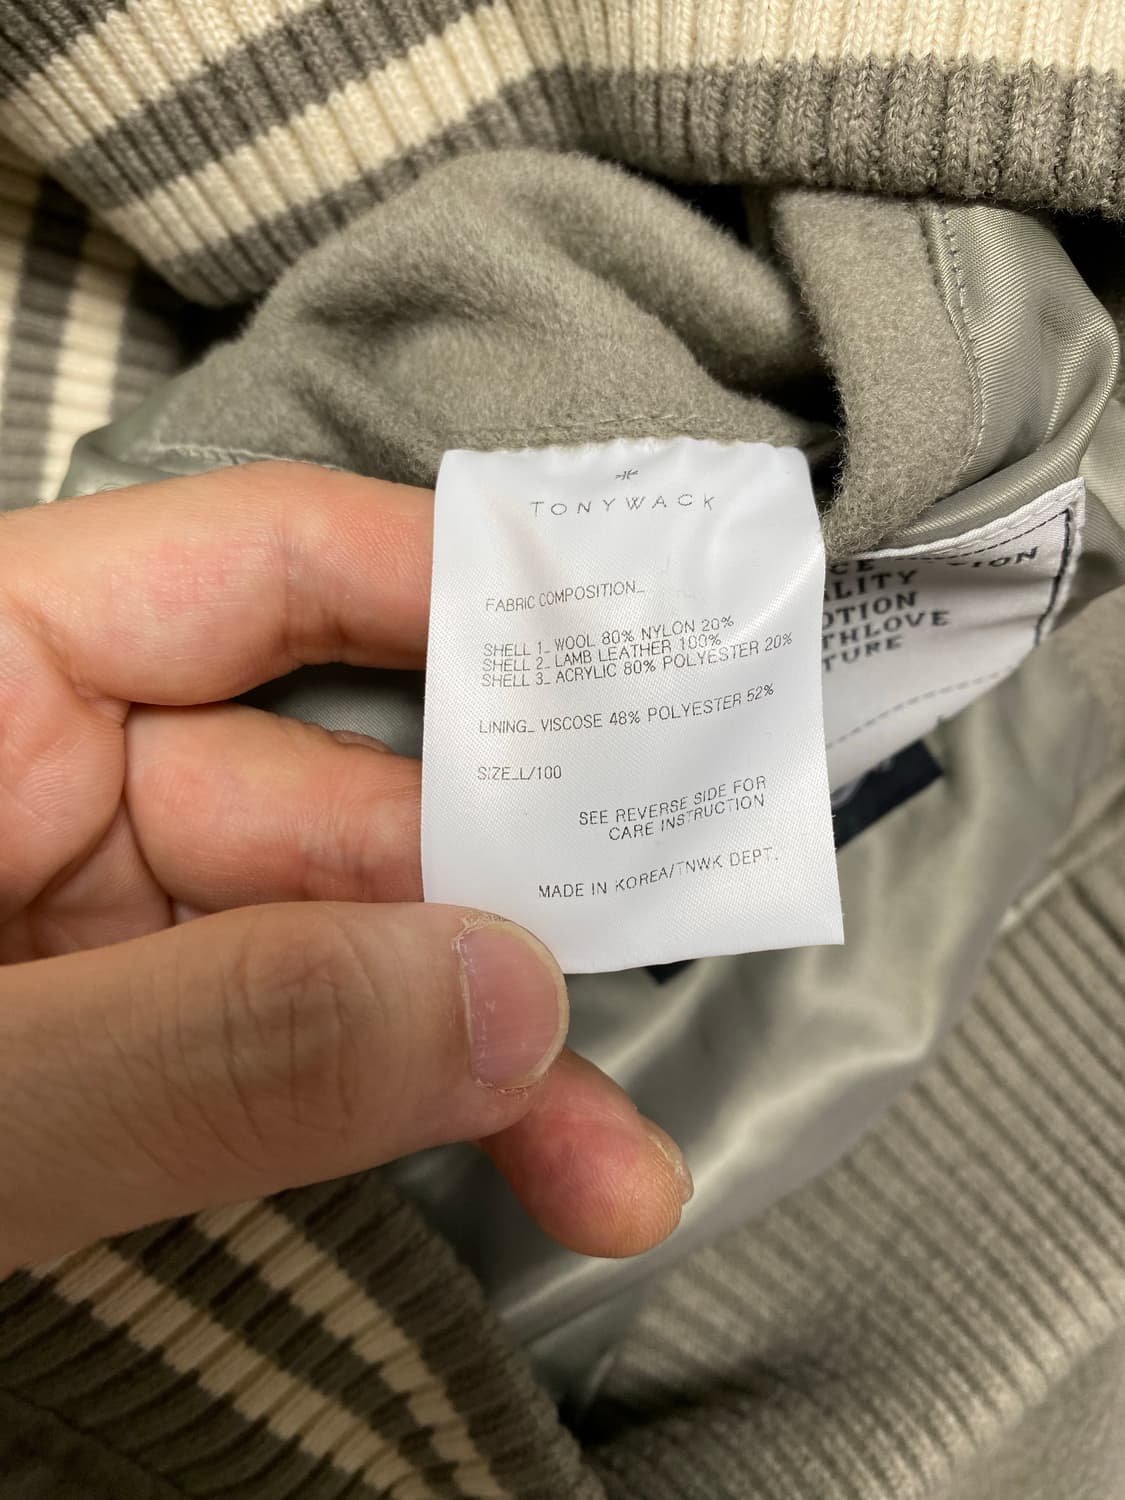 TONYWACK
FABRIC COMPOSITION_
SHELL 1_ WOOL 80% NYLON 20%
SHELL 2_ LAMB LEATHER 100%
SHELL 3_ ACRYLIC 80% POLYESTER 20%
LINING_ VISCOSE 48% POLYESTER 52%
SIZE_L/100
SEE REVERSE SIDE FOR
CARE INSTRUCTION
MADE IN KOREA/TNWK DEPT.